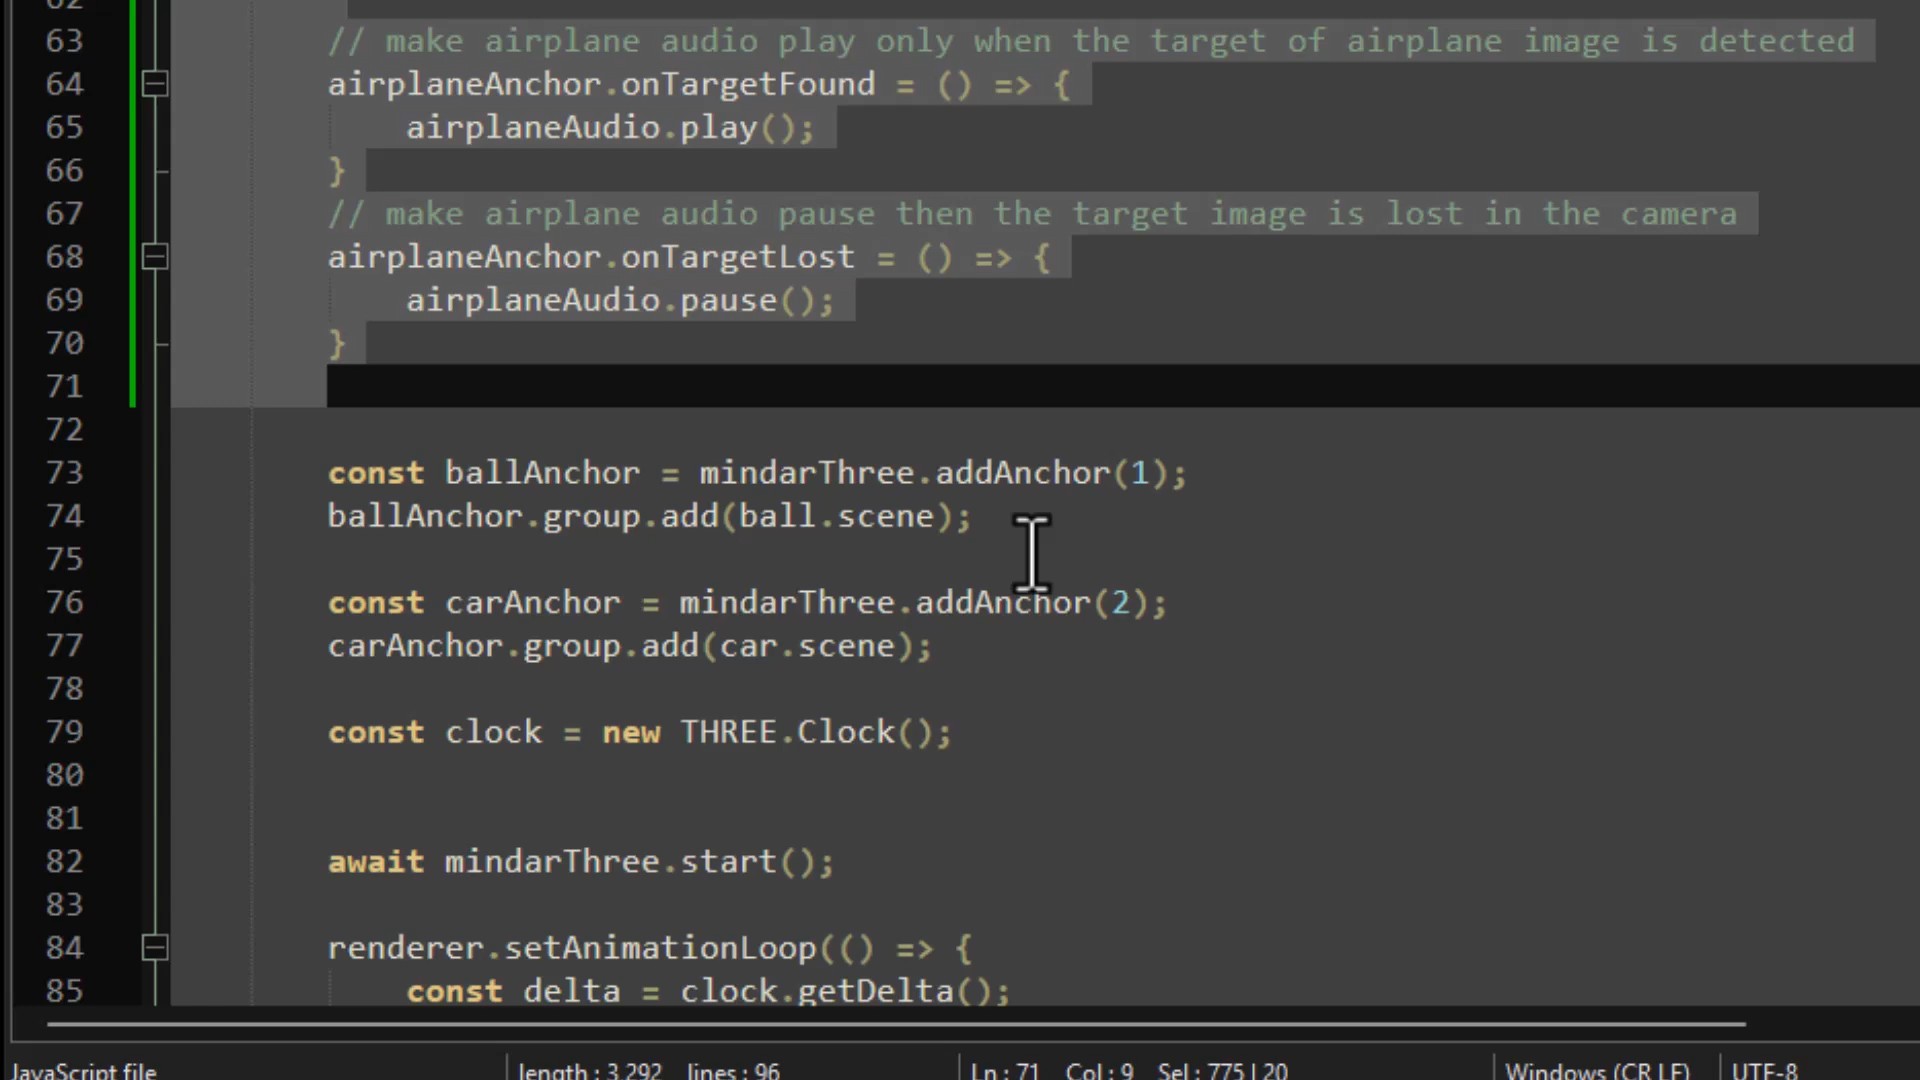 62
63 // make airplane audio play only when the target of airplane image is detected
64 airplaneAnchor.onTargetFound = () => {
65 airplaneAudio.play();
66 }
67 // make airplane audio pause then the target image is lost in the camera
68 airplaneAnchor.onTargetLost = () => {
69 airplaneAudio.pause();
70 }
71
72
73 const ballAnchor = mindarThree.addAnchor(1);
74 ballAnchor.group.add(ball.scene);
75
76 const carAnchor = mindarThree.addAnchor(2);
77 carAnchor.group.add(car.scene);
78
79 const clock = new THREE.Clock();
80
81
82 await mindarThree.start();
83
84 renderer.setAnimationLoop(() => {
85 const delta = clock.getDelta();
JavaScript file length : 3,292 lines : 96 Ln : 71 Col : 9 Sel : 775 | 20 Windows (CR LF) UTF-8